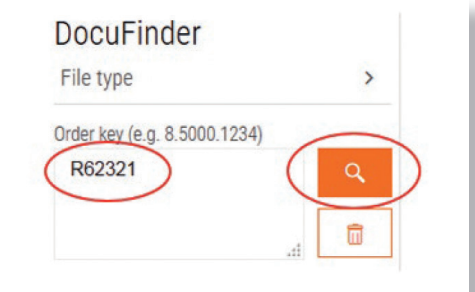 DocuFinder
File type
Order key (e.g. 8.5000.1234)
R62321